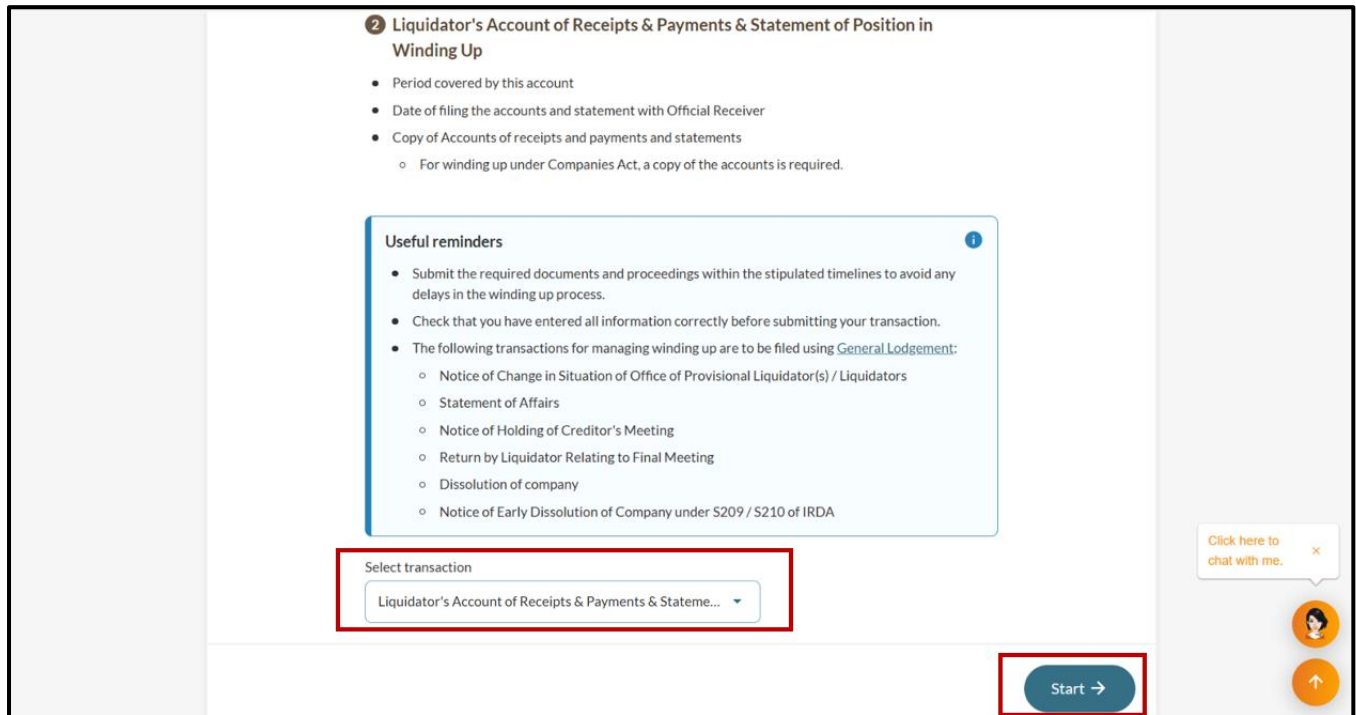 2 Liquidator's Account of Receipts & Payments & Statement of Position in
Winding Up
• Period covered by this account
• Date of filing the accounts and statement with Official Receiver
• Copy of Accounts of receipts and payments and statements
◦ For winding up under Companies Act, a copy of the accounts is required.
Useful reminders
• Submit the required documents and proceedings within the stipulated timelines to avoid any
delays in the winding up process.
• Check that you have entered all information correctly before submitting your transaction.
• The following transactions for managing winding up are to be filed using General Lodgement:
◦ Notice of Change in Situation of Office of Provisional Liquidator(s) / Liquidators
◦ Statement of Affairs
◦ Notice of Holding of Creditor's Meeting
◦ Return by Liquidator Relating to Final Meeting
◦ Dissolution of company
◦ Notice of Early Dissolution of Company under S209 / S210 of IRDA
Select transaction
Liquidator's Account of Receipts & Payments & Stateme...
Click here to
chat with me.
Start →